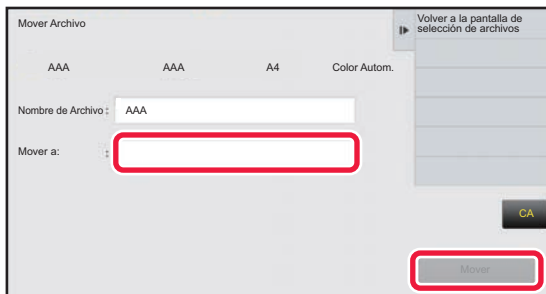 Mover Archivo
Volver a la pantalla de
selección de archivos
AAA AAA A4 Color Autom.
Nombre de Archivo : AAA
Mover a: :
CA
Mover